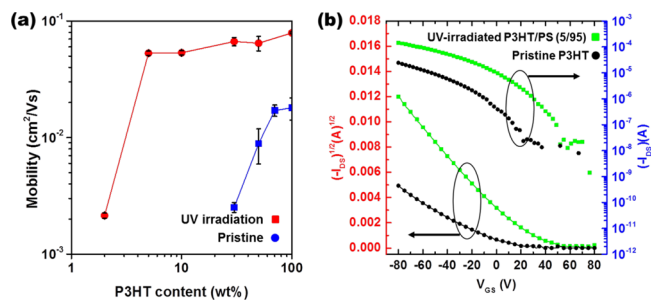 (a)
Mobility (cm²/Vs)
10⁻¹
10⁻²
10⁻³
UV irradiation
Pristine
1
10
100
P3HT content (wt%)
(b)
(-I_DS)^1/2 (A)^1/2
0.018
0.016
0.014
0.012
0.010
0.008
0.006
0.004
0.002
0.000
UV-irradiated P3HT/PS (5/95)
Pristine P3HT
-80 -60 -40 -20 0 20 40 60 80
V_GS (V)
10⁻³
10⁻⁴
10⁻⁵
10⁻⁶
10⁻⁷
10⁻⁸
10⁻⁹
10⁻¹⁰
10⁻¹¹
10⁻¹²
(-I_DS)(A)